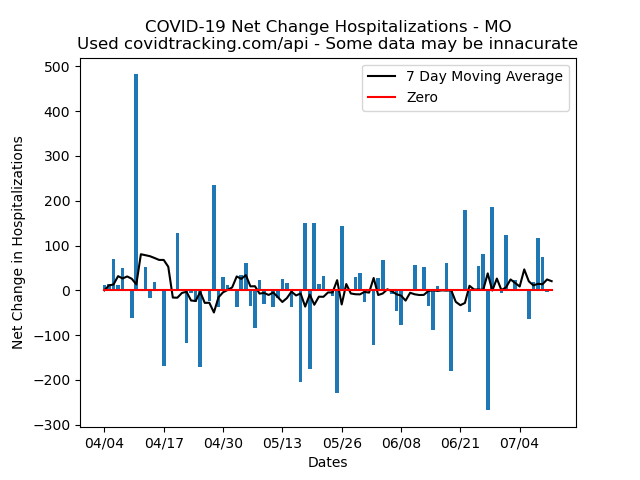 COVID-19 Net Change Hospitalizations - MO
Used covidtracking.com/api - Some data may be innacurate
7 Day Moving Average
Zero
Net Change in Hospitalizations
500
400
300
200
100
0
−100
−200
−300
04/04 04/17 04/30 05/13 05/26 06/08 06/21 07/04
Dates